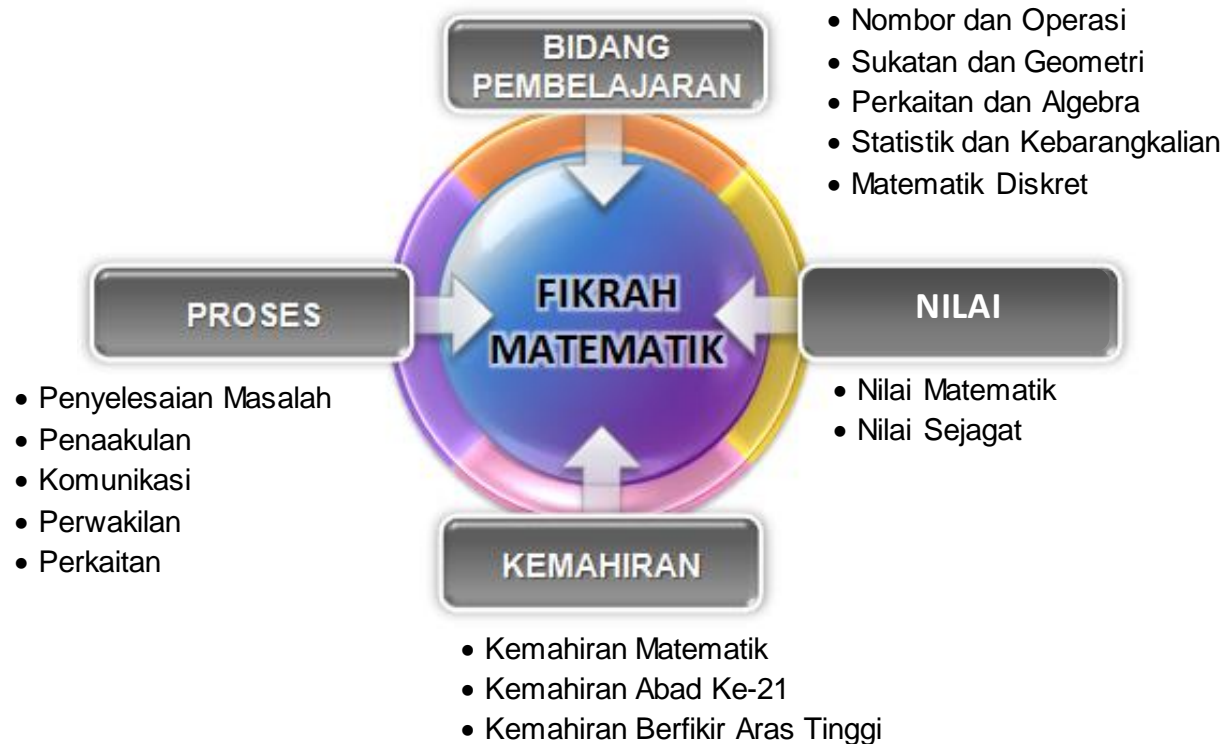 BIDANG
PEMBELAJARAN
• Nombor dan Operasi
• Sukatan dan Geometri
• Perkaitan dan Algebra
• Statistik dan Kebarangkalian
• Matematik Diskret
PROSES
• Penyelesaian Masalah
• Penaakulan
• Komunikasi
• Perwakilan
• Perkaitan
FIKRAH
MATEMATIK
NILAI
• Nilai Matematik
• Nilai Sejagat
KEMAHIRAN
• Kemahiran Matematik
• Kemahiran Abad Ke-21
• Kemahiran Berfikir Aras Tinggi